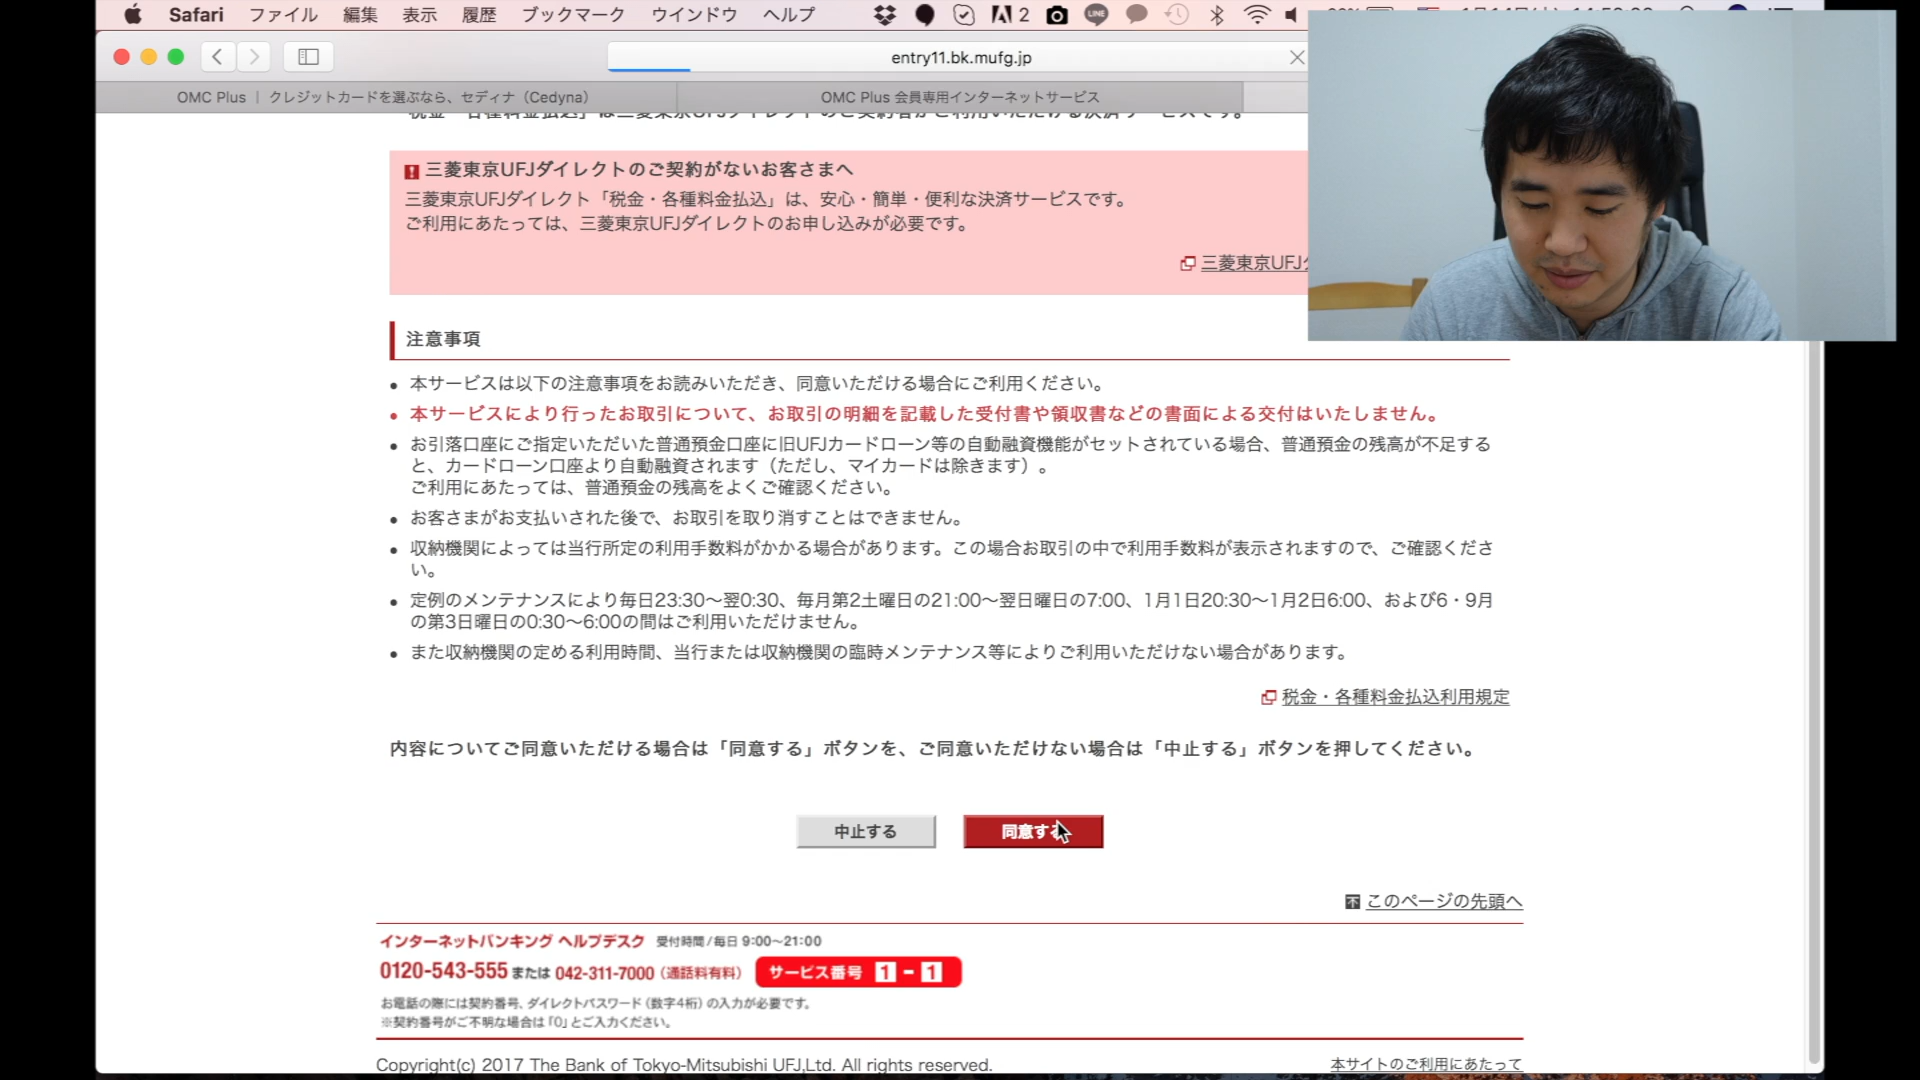 Safari ファイル 編集 表示 履歴 ブックマーク ウインドウ ヘルプ 2 LINE
entry11.bk.mufg.jp
OMC Plus | クレジットカードを選ぶなら、セディナ（Cedyna）
OMC Plus 会員専用インターネットサービス
三菱東京UFJダイレクトのご契約がないお客さまへ
三菱東京UFJダイレクト「税金・各種料金払込」は、安心・簡単・便利な決済サービスです。
ご利用にあたっては、三菱東京UFJダイレクトのお申し込みが必要です。
三菱東京UFJ
注意事項
本サービスは以下の注意事項をお読みいただき、同意いただける場合にご利用ください。
本サービスにより行ったお取引について、お取引の明細を記載した受付書や領収書などの書面による交付はいたしません。
お引落口座にご指定いただいた普通預金口座に旧UFJカードローン等の自動融資機能がセットされている場合、普通預金の残高が不足する
と、カードローン口座より自動融資されます（ただし、マイカードは除きます）。
ご利用にあたっては、普通預金の残高をよくご確認ください。
お客さまがお支払いされた後で、お取引を取り消すことはできません。
収納機関によっては当行所定の利用手数料がかかる場合があります。この場合お取引の中で利用手数料が表示されますので、ご確認くださ
い。
定例のメンテナンスにより毎日23:30～翌0:30、毎月第2土曜日の21:00～翌日曜日の7:00、1月1日20:30～1月2日6:00、および6・9月
の第3日曜日の0:30～6:00の間はご利用いただけません。
また収納機関の定める利用時間、当行または収納機関の臨時メンテナンス等によりご利用いただけない場合があります。
税金・各種料金払込利用規定
内容についてご同意いただける場合は「同意する」ボタンを、ご同意いただけない場合は「中止する」ボタンを押してください。
中止する
同意する
このページの先頭へ
インターネットバンキング ヘルプデスク 受付時間/毎日 9:00～21:00
0120-543-555 または 042-311-7000（通話料有料） サービス番号 1 - 1
お電話の際には契約番号、ダイレクトパスワード（数字4桁）の入力が必要です。
※契約番号がご不明な場合は「0」とご入力ください。
Copyright(c) 2017 The Bank of Tokyo-Mitsubishi UFJ,Ltd. All rights reserved.
本サイトのご利用にあたって